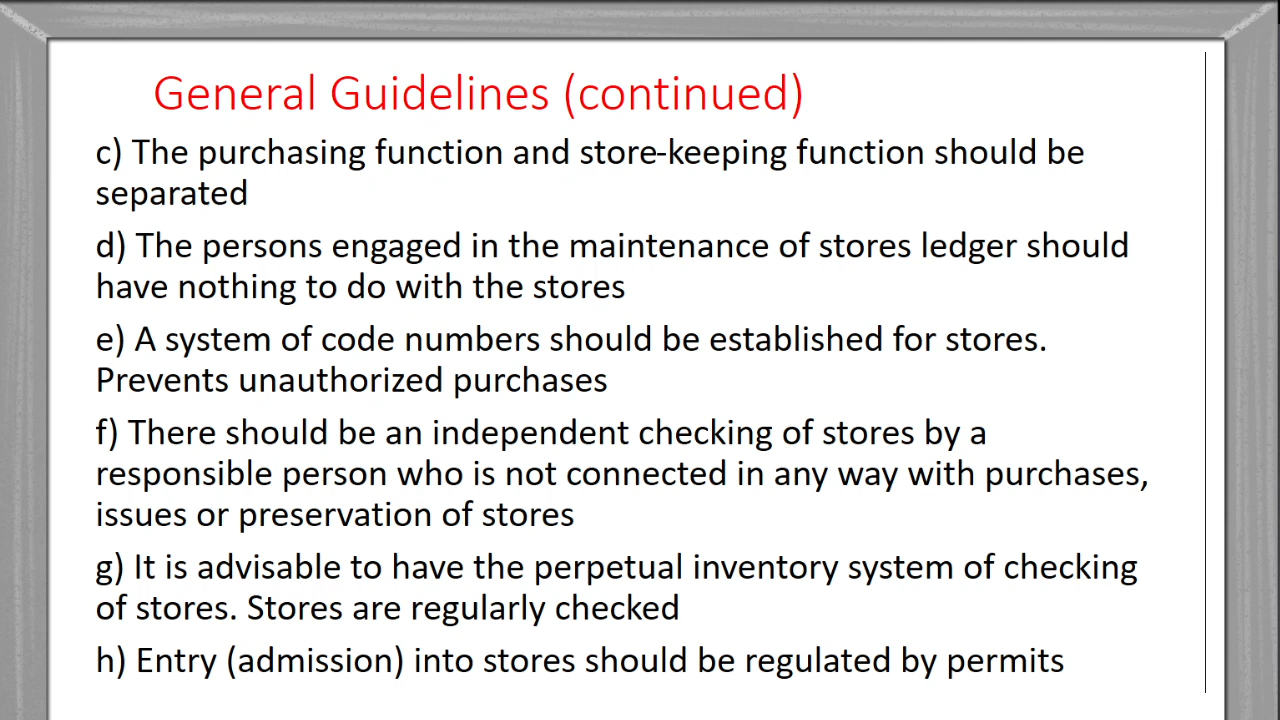 General Guidelines (continued)
c) The purchasing function and store-keeping function should be
separated
d) The persons engaged in the maintenance of stores ledger should
have nothing to do with the stores
e) A system of code numbers should be established for stores.
Prevents unauthorized purchases
f) There should be an independent checking of stores by a
responsible person who is not connected in any way with purchases,
issues or preservation of stores
g) It is advisable to have the perpetual inventory system of checking
of stores. Stores are regularly checked
h) Entry (admission) into stores should be regulated by permits